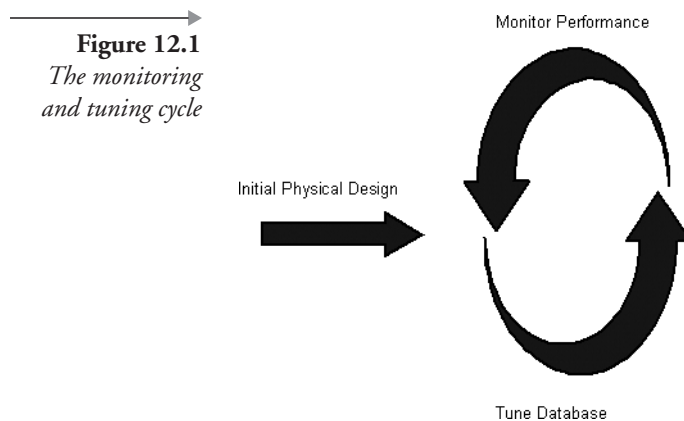 Figure 12.1
The monitoring
and tuning cycle
Monitor Performance
Initial Physical Design
Tune Database